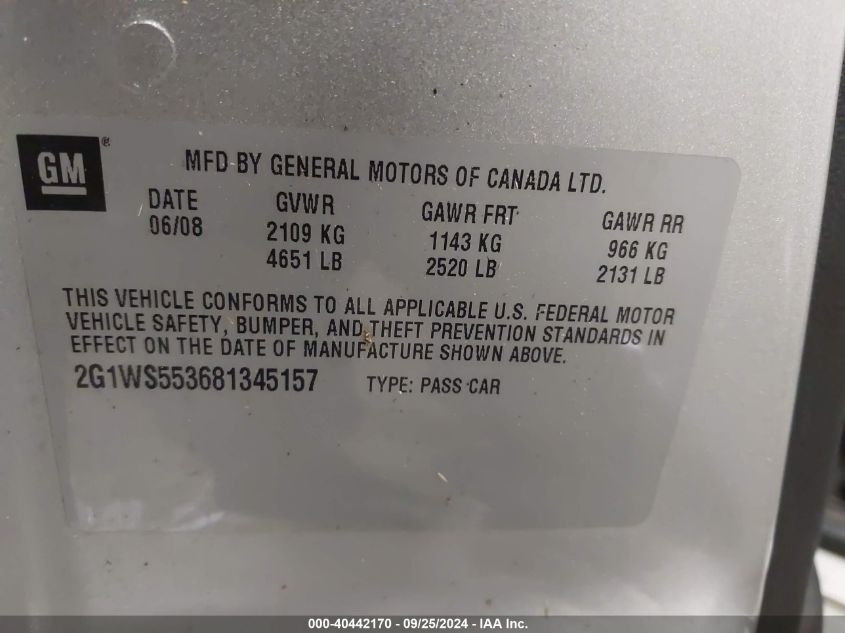 GM®
MFD BY GENERAL MOTORS OF CANADA LTD.
DATE GVWR GAWR FRT GAWR RR
06/08 2109 KG 1143 KG 966 KG
4651 LB 2520 LB 2131 LB
THIS VEHICLE CONFORMS TO ALL APPLICABLE U.S. FEDERAL MOTOR
VEHICLE SAFETY, BUMPER, AND THEFT PREVENTION STANDARDS IN
EFFECT ON THE DATE OF MANUFACTURE SHOWN ABOVE.
2G1WS553681345157 TYPE: PASS CAR
000-40442170 - 09/25/2024 - IAA Inc.